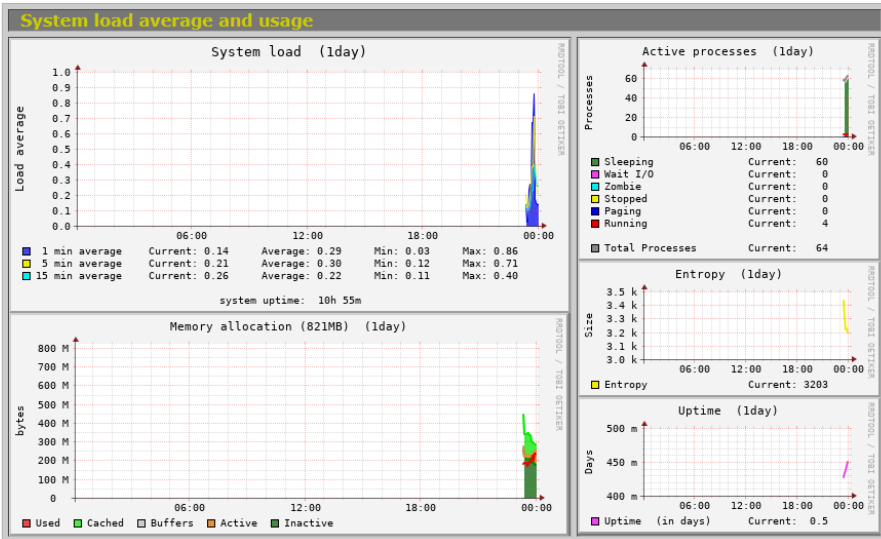 System load average and usage
System load  (1day)
RRDTOOL / TOBI OETIKER
Load average
1.0
0.9
0.8
0.7
0.6
0.5
0.4
0.3
0.2
0.1
0.0
06:00 12:00 18:00 00:00
1 min average Current: 0.14 Average: 0.29 Min: 0.03 Max: 0.86
5 min average Current: 0.21 Average: 0.30 Min: 0.12 Max: 0.71
15 min average Current: 0.26 Average: 0.22 Min: 0.11 Max: 0.40
system uptime: 10h 55m
Memory allocation (821MB)  (1day)
RRDTOOL / TOBI OETIKER
bytes
800 M
700 M
600 M
500 M
400 M
300 M
200 M
100 M
0
06:00 12:00 18:00 00:00
Used Cached Buffers Active Inactive
Active processes  (1day)
RRDTOOL / TOBI OETIKER
Processes
60
40
20
0
06:00 12:00 18:00 00:00
Sleeping Current: 60
Wait I/O Current: 0
Zombie Current: 0
Stopped Current: 0
Paging Current: 0
Running Current: 4
Total Processes Current: 64
Entropy  (1day)
RRDTOOL / TOBI OETIKER
Size
3.5 k
3.4 k
3.3 k
3.2 k
3.1 k
3.0 k
06:00 12:00 18:00 00:00
Entropy Current: 3203
Uptime  (1day)
RRDTOOL / TOBI OETIKER
Days
500 m
450 m
400 m
06:00 12:00 18:00 00:00
Uptime (in days) Current: 0.5